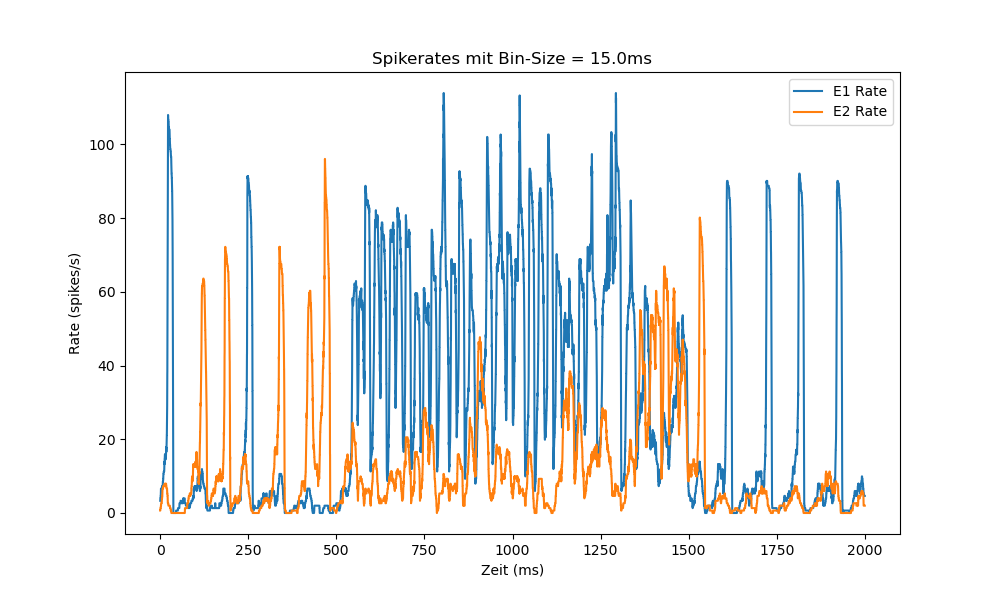 Spikerates mit Bin-Size = 15.0ms
E1 Rate
E2 Rate
Rate (spikes/s)
100
80
60
40
20
0
0 250 500 750 1000 1250 1500 1750 2000
Zeit (ms)